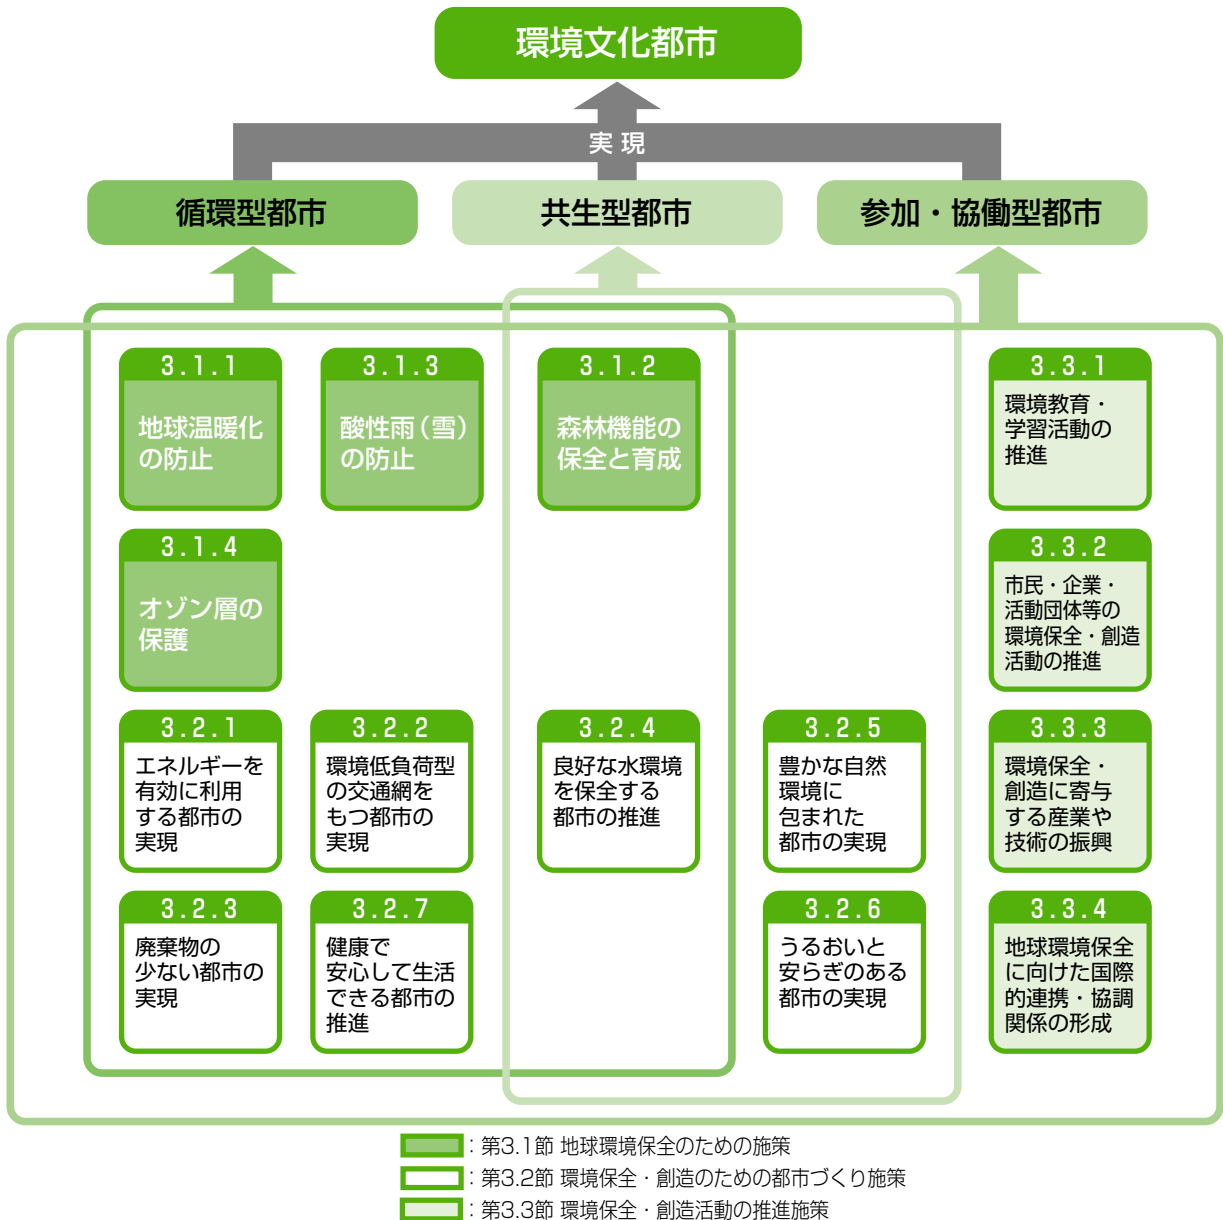 環境文化都市
実現
循環型都市
共生型都市
参加・協働型都市
3.1.1
地球温暖化
の防止
3.1.3
酸性雨（雪）
の防止
3.1.2
森林機能の
保全と育成
3.3.1
環境教育・
学習活動の
推進
3.1.4
オゾン層の
保護
3.3.2
市民・企業・
活動団体等の
環境保全・創造
活動の推進
3.2.1
エネルギーを
有効に利用
する都市の
実現
3.2.2
環境低負荷型
の交通網を
もつ都市の
実現
3.2.4
良好な水環境
を保全する
都市の推進
3.2.5
豊かな自然
環境に
包まれた
都市の実現
3.3.3
環境保全・
創造に寄与
する産業や
技術の振興
3.2.3
廃棄物の
少ない都市の
実現
3.2.7
健康で
安心して生活
できる都市の
推進
3.2.6
うるおいと
安らぎのある
都市の実現
3.3.4
地球環境保全
に向けた国際
的連携・協調
関係の形成
：第3.1節 地球環境保全のための施策
：第3.2節 環境保全・創造のための都市づくり施策
：第3.3節 環境保全・創造活動の推進施策